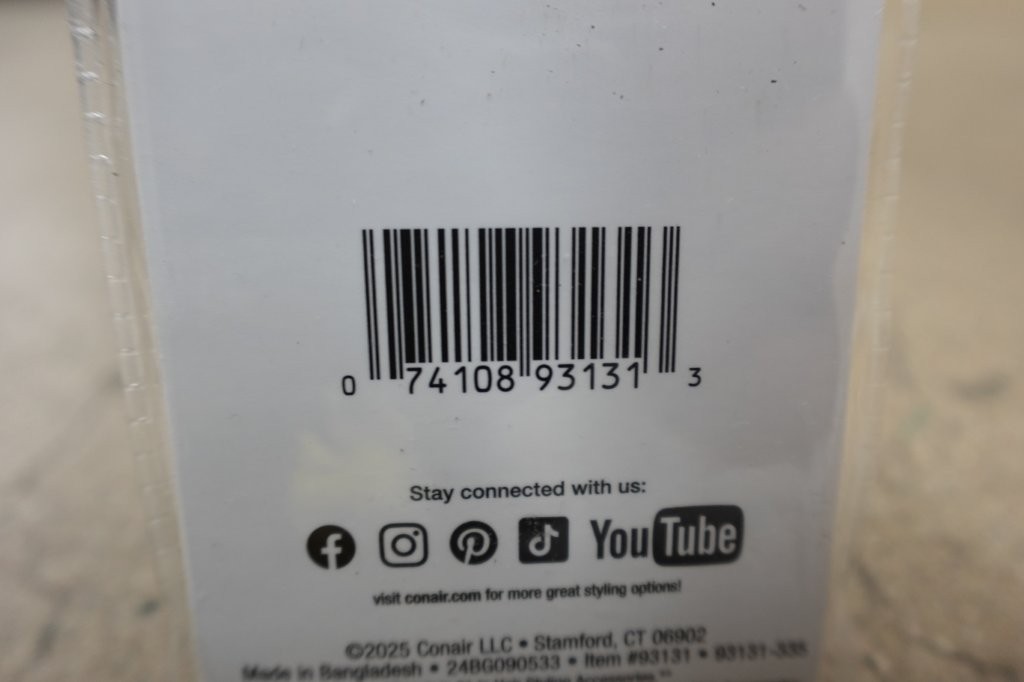 0 74108 93131 3
Stay connected with us:
YouTube
visit conair.com for more great styling options!
©2025 Conair LLC • Stamford, CT 06902
Made in Bangladesh • 24BG090533 • Item #93131 • 93131-335